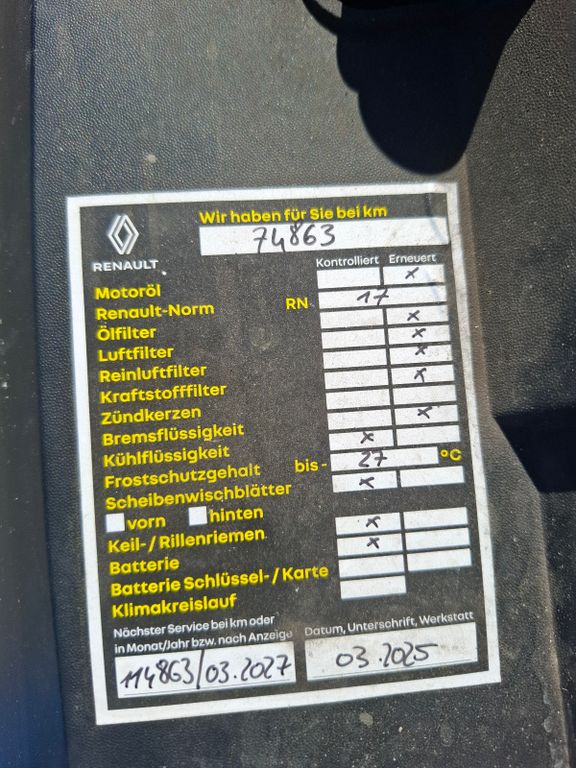 Wir haben für Sie bei km
74863
RENAULT
Kontrolliert Erneuert
Motoröl x
Renault-Norm RN 17
Ölfilter x
Luftfilter x
Reinluftfilter x
Kraftstofffilter x
Zündkerzen
Bremsflüssigkeit x
Kühlflüssigkeit x
Frostschutzgehalt bis - 27 °C
Scheibenwischblätter x
vorn hinten
Keil-/Rillenriemen x
Batterie x
Batterie Schlüssel-/Karte
Klimakreislauf
Nächster Service bei km oder
in Monat/Jahr bzw. nach Anzeige
Datum, Unterschrift, Werkstatt
114863/03.2027
03.2025